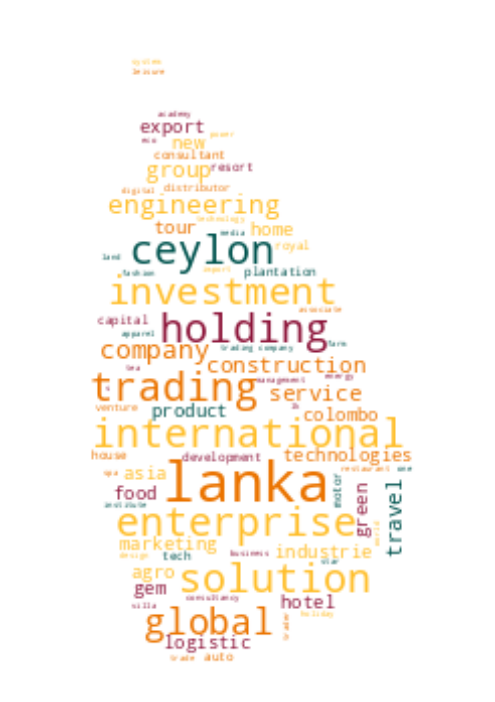 system
leisure
academy
export
power
eco
new
consultant
group
resort
digital
distributor
engineering
technology
tour
media
home
ceylon
royal
land
fashion
import
plantation
investment
associate
capital
holding
apparel
trading company
farm
company
construction
tea
management
energy
trading
service
venture
product
lk
colombo
international
house
development
technologies
spa
asia
restaurant
one
lanka
motor
food
green
travel
institute
enterprise
marketing
design
tech
business
industrie
star
agro
solution
gem
villa
consultancy
hotel
global
holiday
logistic
trade
auto